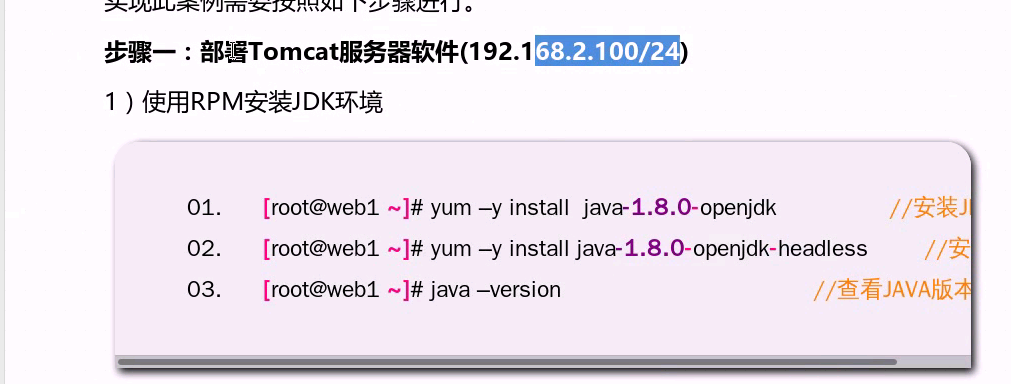 实现此案例需要按照如下步骤进行。
步骤一：部署Tomcat服务器软件(192.168.2.100/24)
1）使用RPM安装JDK环境
01. [root@web1 ~]# yum –y install java-1.8.0-openjdk //安装J
02. [root@web1 ~]# yum –y install java-1.8.0-openjdk-headless //安
03. [root@web1 ~]# java –version //查看JAVA版本